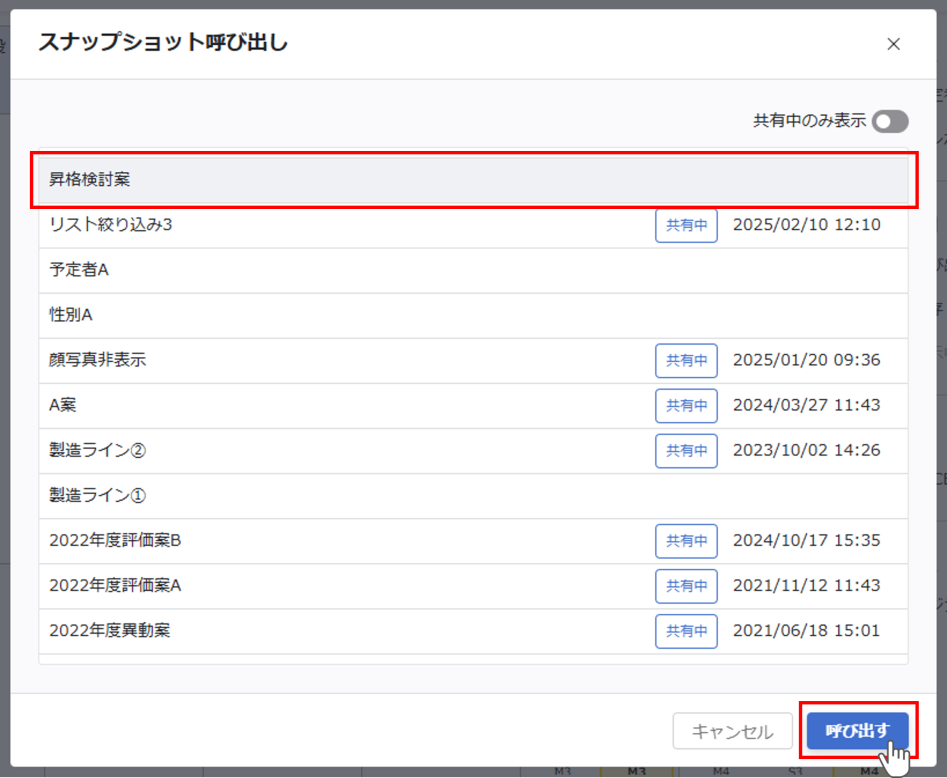 スナップショット呼び出し
共有中のみ表示
昇格検討案
リスト絞り込み3 共有中 2025/02/10 12:10
予定者A
性別A
顔写真非表示 共有中 2025/01/20 09:36
A案 共有中 2024/03/27 11:43
製造ライン② 共有中 2023/10/02 14:26
製造ライン①
2022年度評価案B 共有中 2024/10/17 15:35
2022年度評価案A 共有中 2021/11/12 11:43
2022年度異動案 共有中 2021/06/18 15:01
キャンセル 呼び出す
M3 M3 M4 S3 M4